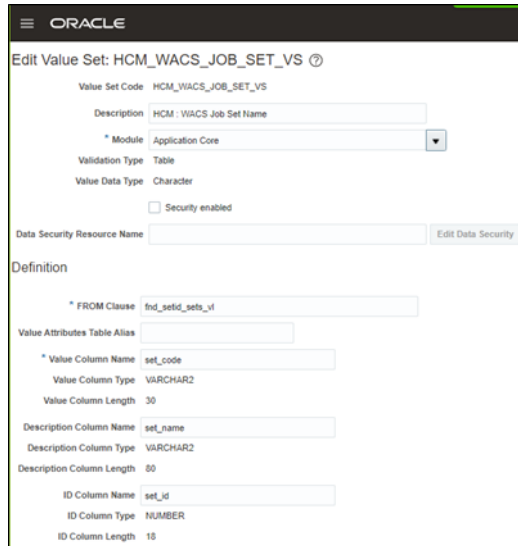 ORACLE
Edit Value Set: HCM_WACS_JOB_SET_VS
Value Set Code HCM_WACS_JOB_SET_VS
Description HCM : WACS Job Set Name
* Module Application Core
Validation Type Table
Value Data Type Character
Security enabled
Data Security Resource Name Edit Data Security
Definition
* FROM Clause fnd_setid_sets_vl
Value Attributes Table Alias
* Value Column Name set_code
Value Column Type VARCHAR2
Value Column Length 30
Description Column Name set_name
Description Column Type VARCHAR2
Description Column Length 80
ID Column Name set_id
ID Column Type NUMBER
ID Column Length 18